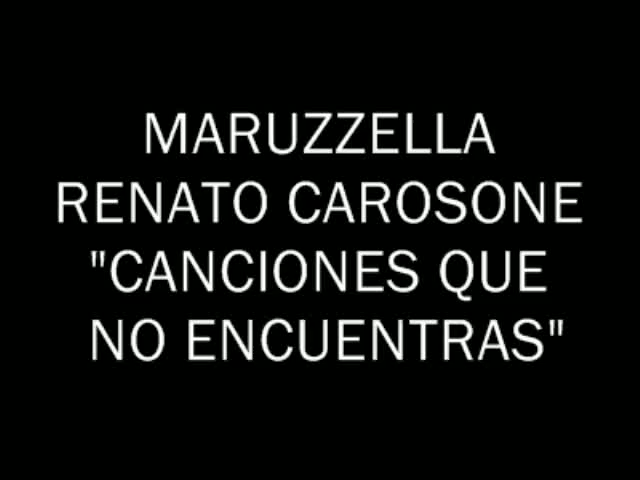 MARUZZELLA
RENATO CAROSONE
"CANCIONES QUE
NO ENCUENTRAS"